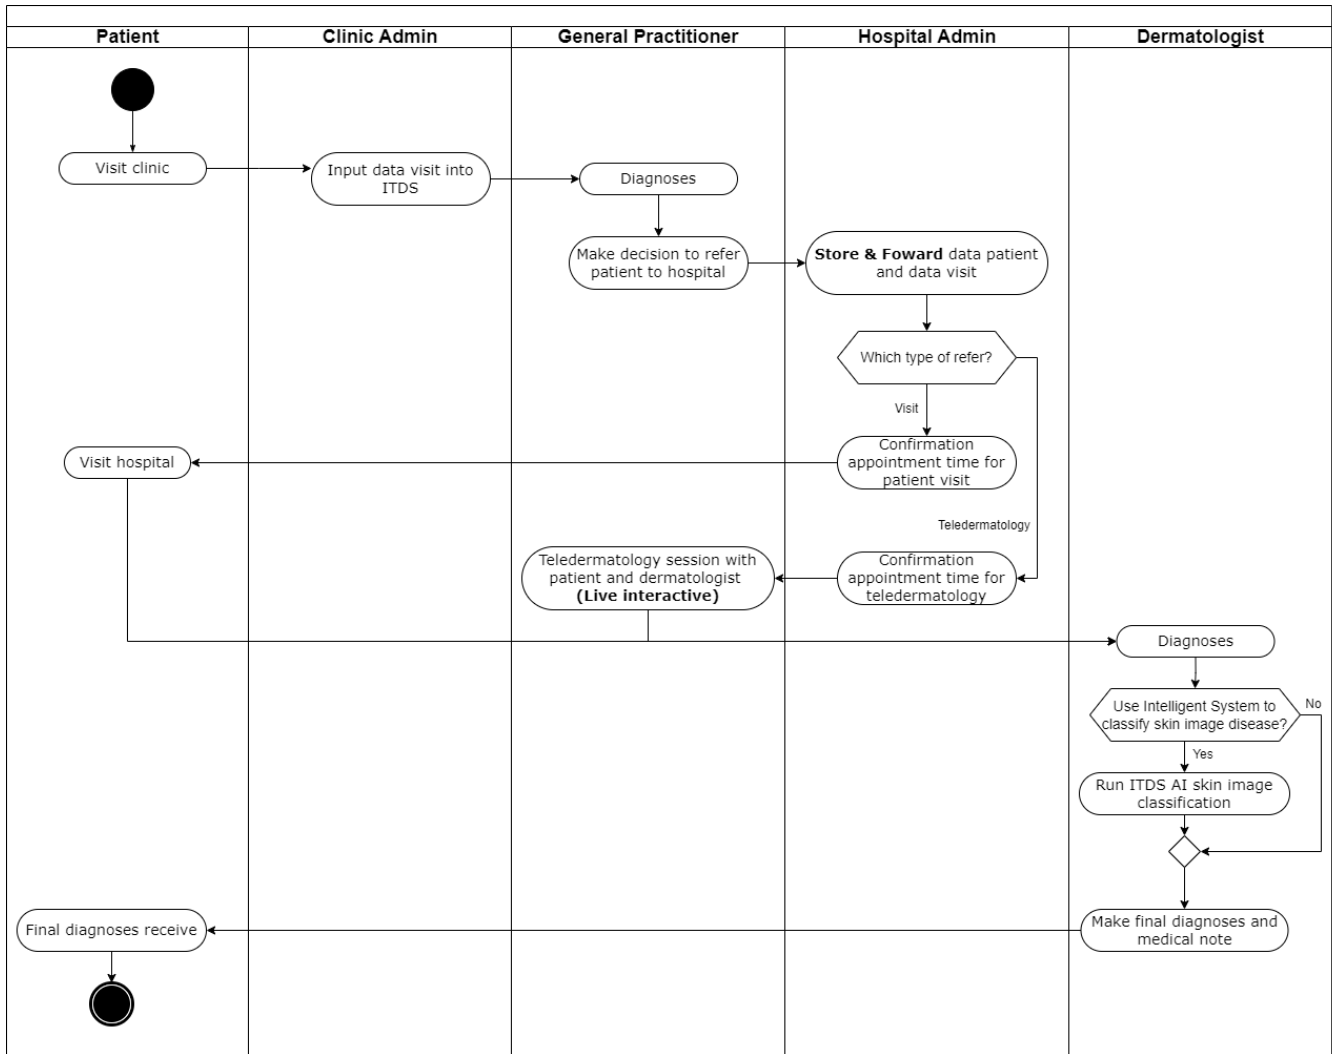 Patient
Clinic Admin
General Practitioner
Hospital Admin
Dermatologist
Visit clinic
Input data visit into
ITDS
Diagnoses
Make decision to refer
patient to hospital
Store & Foward data patient
and data visit
Which type of refer?
Visit
Confirmation
appointment time for
patient visit
Visit hospital
Teledermatology
Confirmation
appointment time for
teledermatology
Teledermatology session with
patient and dermatologist
(Live interactive)
Diagnoses
Use Intelligent System to
classify skin image disease?
No
Yes
Run ITDS AI skin image
classification
Make final diagnoses and
medical note
Final diagnoses receive